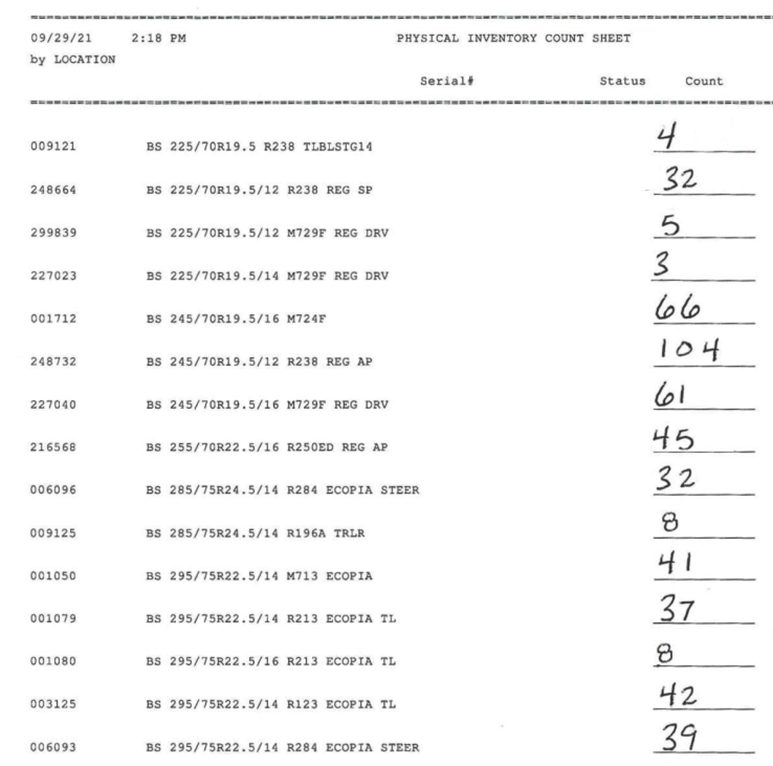 09/29/21 2:18 PM PHYSICAL INVENTORY COUNT SHEET
by LOCATION
Serial# Status Count
009121 BS 225/70R19.5 R238 TLBLSTG14 4
248664 BS 225/70R19.5/12 R238 REG SP 32
299839 BS 225/70R19.5/12 M729F REG DRV 5
227023 BS 225/70R19.5/14 M729F REG DRV 3
001712 BS 245/70R19.5/16 M724F 66
248732 BS 245/70R19.5/12 R238 REG AP 104
227040 BS 245/70R19.5/16 M729F REG DRV 61
216568 BS 255/70R22.5/16 R250ED REG AP 45
006096 BS 285/75R24.5/14 R284 ECOPIA STEER 32
009125 BS 285/75R24.5/14 R196A TRLR 8
001050 BS 295/75R22.5/14 M713 ECOPIA 41
001079 BS 295/75R22.5/14 R213 ECOPIA TL 37
001080 BS 295/75R22.5/16 R213 ECOPIA TL 8
003125 BS 295/75R22.5/14 R123 ECOPIA TL 42
006093 BS 295/75R22.5/14 R284 ECOPIA STEER 39